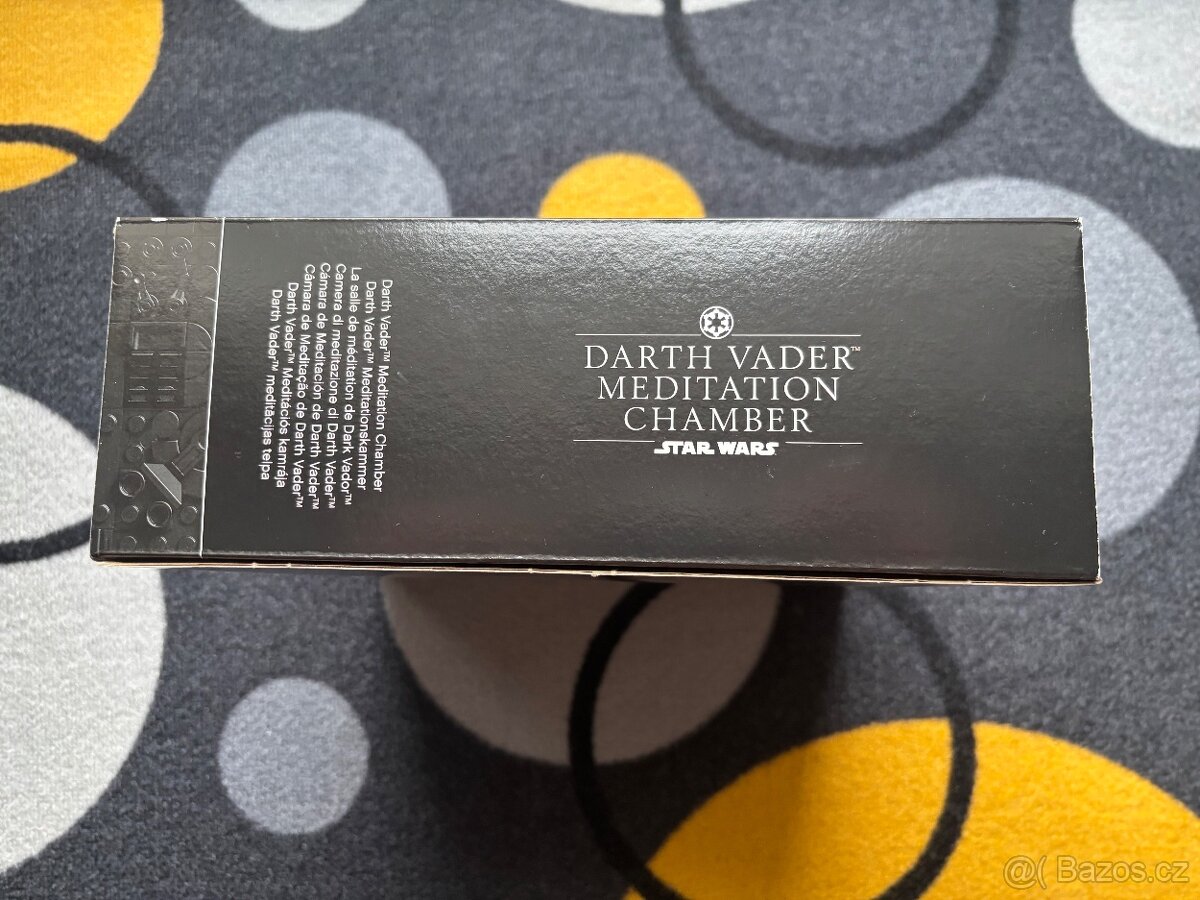 DARTH VADER™
MEDITATION
CHAMBER
STAR WARS
Darth Vader™ Meditation Chamber
Darth Vader™ Meditationskammer
La salle de méditation de Dark Vador™
Camera di meditazione di Darth Vader™
Cámara de Meditación de Darth Vader™
Câmara de Meditação de Darth Vader™
Darth Vader™ Meditációs kamrája
Darth Vader™ meditācijas telpa
@( Bazos.cz